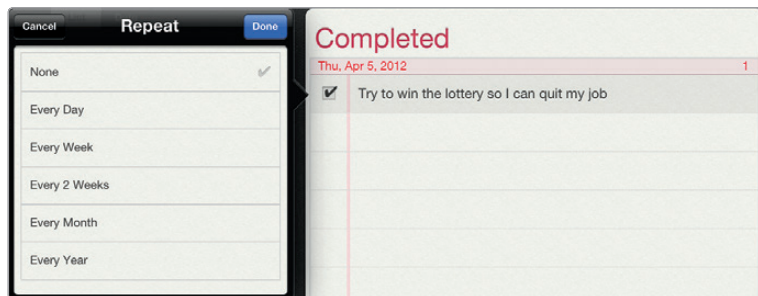 Cancel
Repeat
Done
None
Every Day
Every Week
Every 2 Weeks
Every Month
Every Year
Completed
Thu, Apr 5, 2012 1
Try to win the lottery so I can quit my job